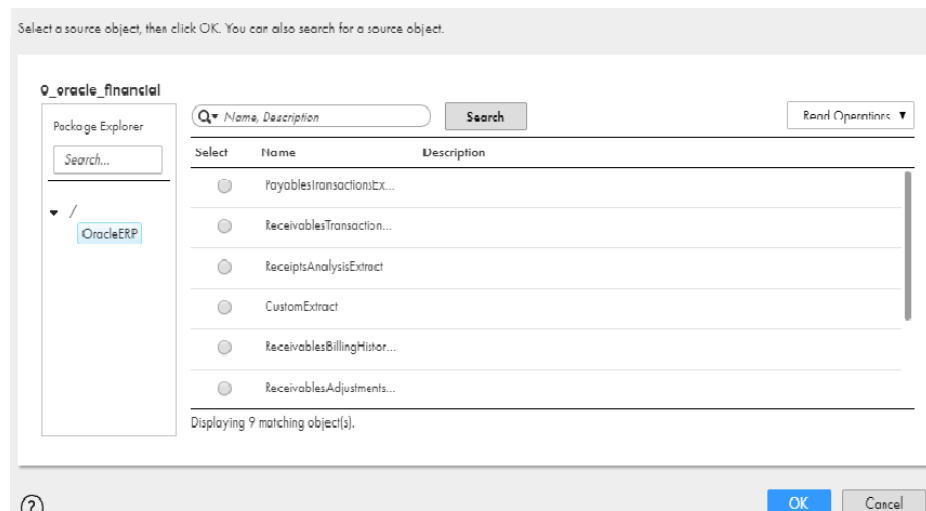 Select a source object, then click OK. You can also search for a source object.
9_oracle_financial
Package Explorer
Search...
/
OracleERP
Name, Description
Search
Read Operations
Select Name Description
PayablesTransactionsEx...
ReceivablesTransaction...
ReceiptsAnalysisExtract
CustomExtract
ReceivablesBillingHistor...
ReceivablesAdjustments...
Displaying 9 matching object(s).
?
OK Cancel